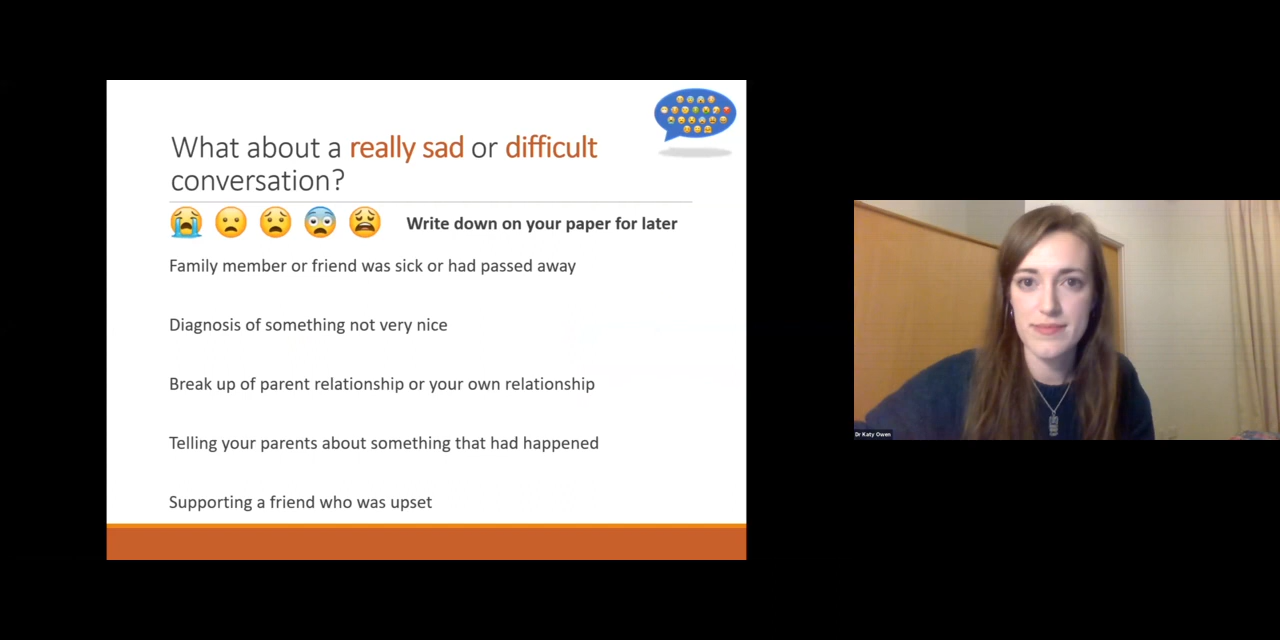 What about a really sad or difficult
conversation?
Write down on your paper for later
Family member or friend was sick or had passed away
Diagnosis of something not very nice
Break up of parent relationship or your own relationship
Telling your parents about something that had happened
Supporting a friend who was upset
Dr Katy Owen